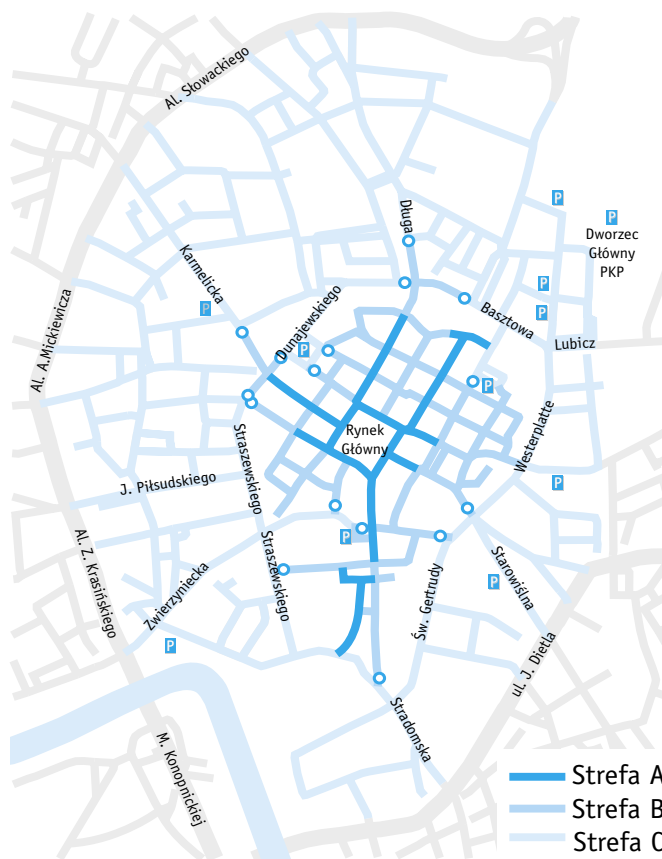 Al. Słowackiego
Długa
P
P
Dworzec
Główny
PKP
Karmelicka
P
P
P
Dunajewskiego
Basztowa
Al. A.Mickiewicza
Lubicz
P
P
Rynek
Główny
Westerplatte
Straszewskiego
J. Piłsudskiego
P
Straszewskiego
P
Al. Z. Krasińskiego
Zwierzyniecka
Starowiślna
P
Św. Gertrudy
P
ul. J. Dietla
Stradomska
M. Konopnickiej
Strefa A
Strefa B
Strefa C